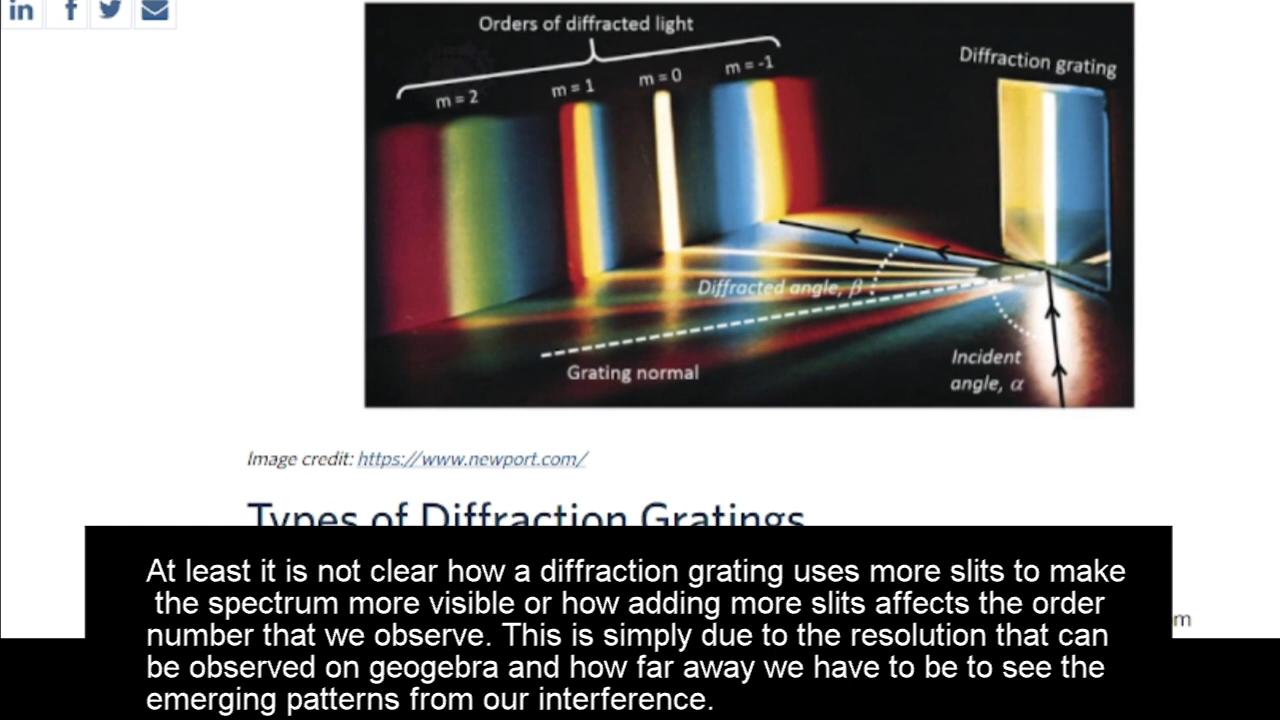 Orders of diffracted light
m = 2
m = 1
m = 0
m = -1
Diffraction grating
Diffracted angle, β
Grating normal
Incident
angle, α
Image credit: https://www.newport.com/
Types of Diffraction Gratings
m
At least it is not clear how a diffraction grating uses more slits to make
the spectrum more visible or how adding more slits affects the order
number that we observe. This is simply due to the resolution that can
be observed on geogebra and how far away we have to be to see the
emerging patterns from our interference.